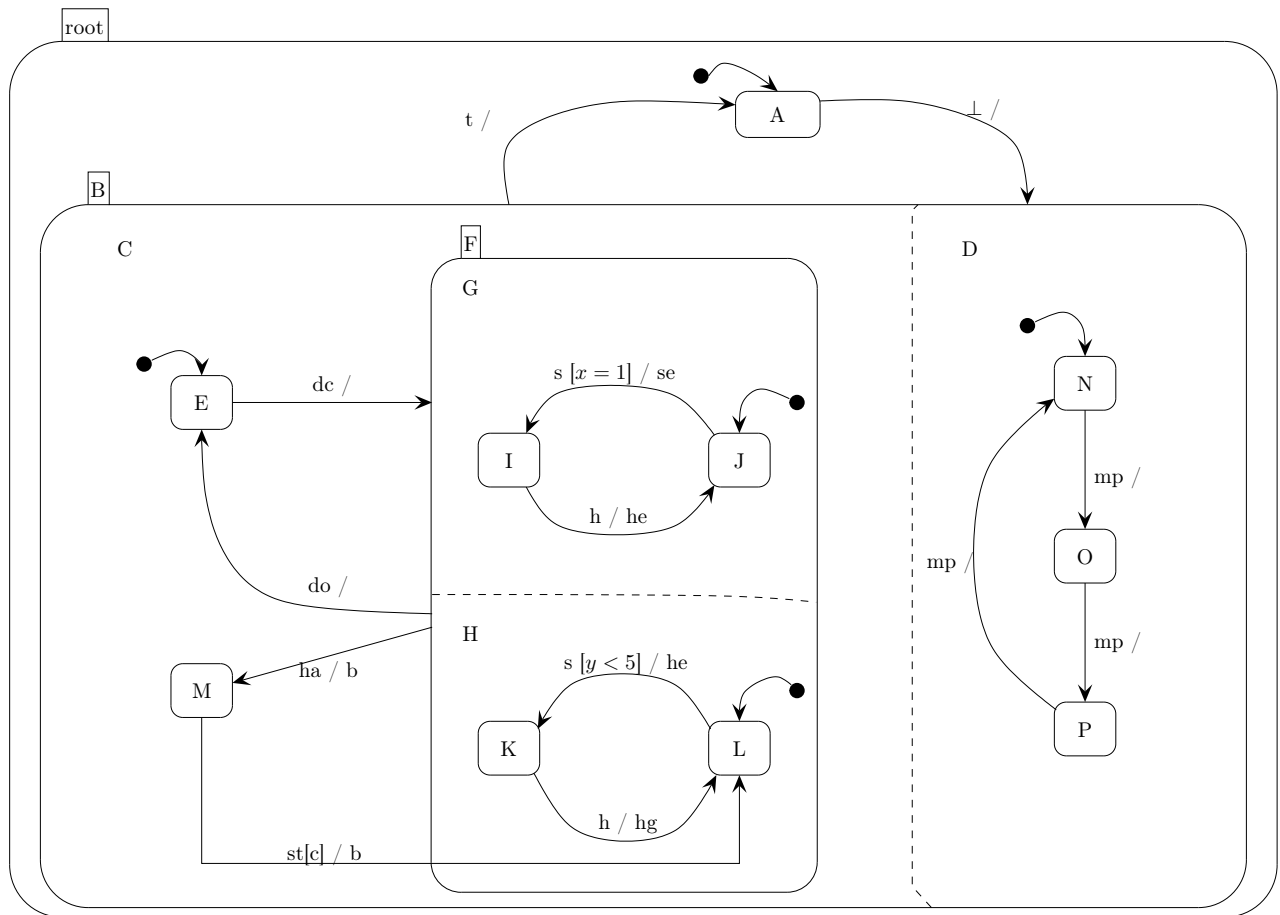 root
A
t /
⊥ /
B
C
D
F
G
N
s [x = 1] / se
dc /
E
I
J
mp /
h / he
O
mp /
do /
H
mp /
s [y < 5] / he
ha / b
M
P
K
L
h / hg
st[c] / b